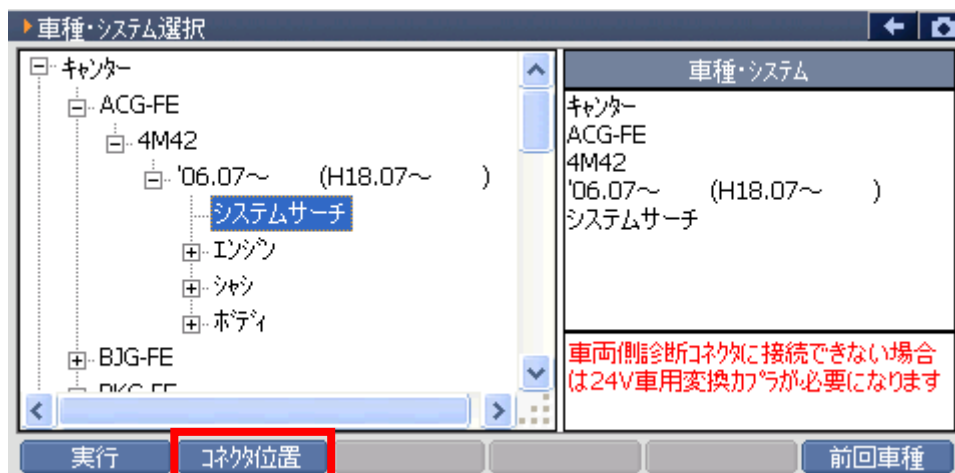 車種・システム選択
キャンター
ACG-FE
4M42
'06.07～ (H18.07～ )
システムサーチ
エンジン
シャシ
ボディ
BJG-FE
車種・システム
キャンター
ACG-FE
4M42
'06.07～ (H18.07～ )
システムサーチ
車両側診断コネクタに接続できない場合
は24V車用変換カプラが必要になります
実行
コネクタ位置
前回車種